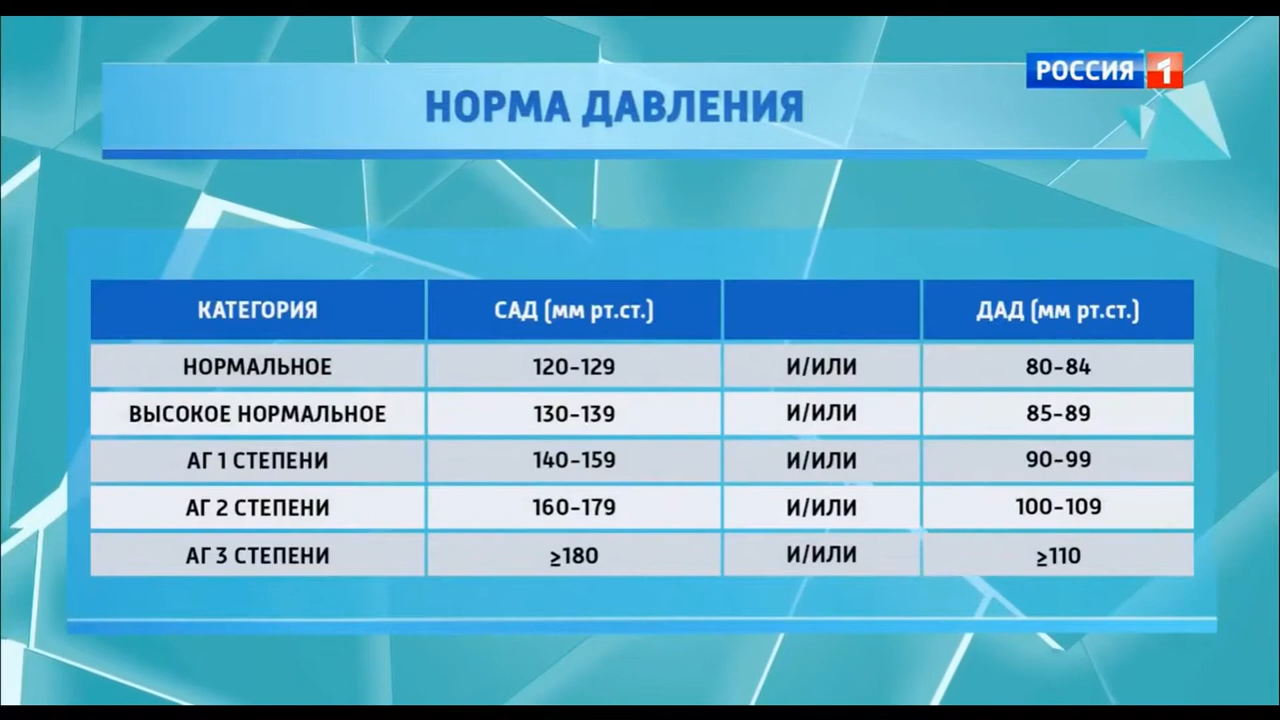 РОССИЯ 1
НОРМА ДАВЛЕНИЯ
КАТЕГОРИЯ САД (мм рт.ст.) ДАД (мм рт.ст.)
НОРМАЛЬНОЕ 120-129 И/ИЛИ 80-84
ВЫСОКОЕ НОРМАЛЬНОЕ 130-139 И/ИЛИ 85-89
АГ 1 СТЕПЕНИ 140-159 И/ИЛИ 90-99
АГ 2 СТЕПЕНИ 160-179 И/ИЛИ 100-109
АГ 3 СТЕПЕНИ ≥180 И/ИЛИ ≥110